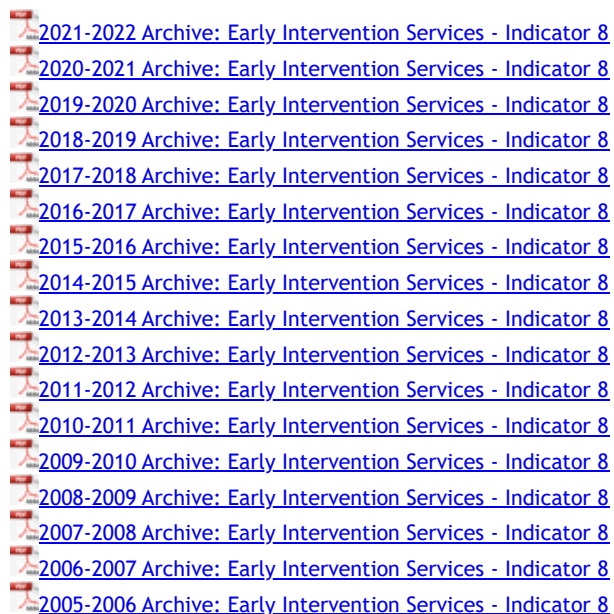 2021-2022 Archive: Early Intervention Services - Indicator 8
2020-2021 Archive: Early Intervention Services - Indicator 8
2019-2020 Archive: Early Intervention Services - Indicator 8
2018-2019 Archive: Early Intervention Services - Indicator 8
2017-2018 Archive: Early Intervention Services - Indicator 8
2016-2017 Archive: Early Intervention Services - Indicator 8
2015-2016 Archive: Early Intervention Services - Indicator 8
2014-2015 Archive: Early Intervention Services - Indicator 8
2013-2014 Archive: Early Intervention Services - Indicator 8
2012-2013 Archive: Early Intervention Services - Indicator 8
2011-2012 Archive: Early Intervention Services - Indicator 8
2010-2011 Archive: Early Intervention Services - Indicator 8
2009-2010 Archive: Early Intervention Services - Indicator 8
2008-2009 Archive: Early Intervention Services - Indicator 8
2007-2008 Archive: Early Intervention Services - Indicator 8
2006-2007 Archive: Early Intervention Services - Indicator 8
2005-2006 Archive: Early Intervention Services - Indicator 8